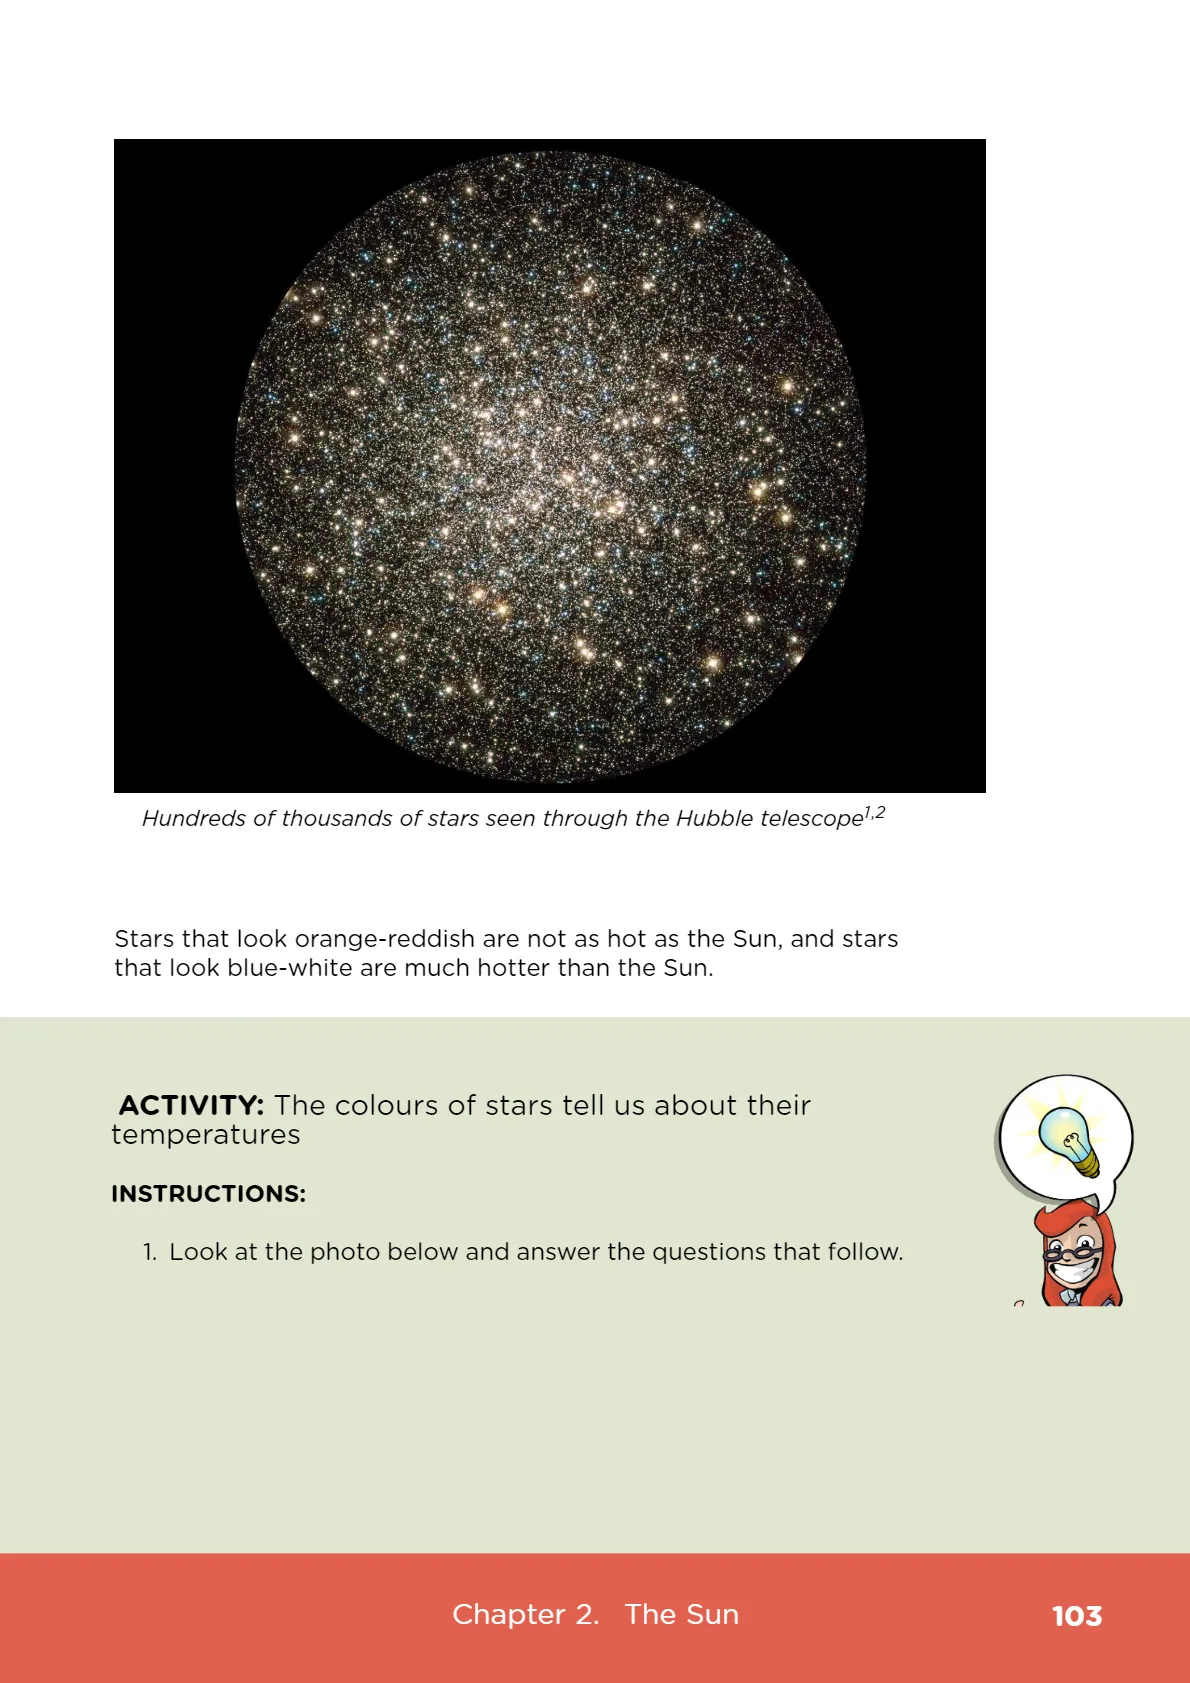 Hundreds of thousands of stars seen through the Hubble telescope1,2
Stars that look orange-reddish are not as hot as the Sun, and stars
that look blue-white are much hotter than the Sun.
ACTIVITY: The colours of stars tell us about their
temperatures
INSTRUCTIONS:
1. Look at the photo below and answer the questions that follow.
Chapter 2. The Sun 103